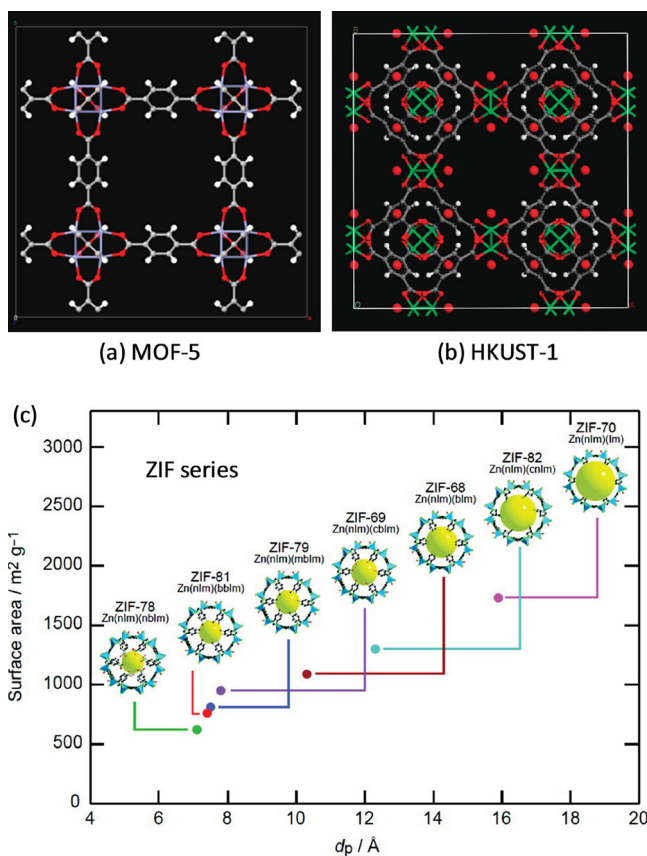 (a) MOF-5
(b) HKUST-1
(c)
ZIF series
ZIF-70
Zn(nIm)(Im)
ZIF-82
Zn(nIm)(cnIm)
ZIF-68
Zn(nIm)(bIm)
ZIF-69
Zn(nIm)(cbIm)
ZIF-79
Zn(nIm)(mbIm)
ZIF-81
Zn(nIm)(bbIm)
ZIF-78
Zn(nIm)(nbIm)
Surface area / m² g⁻¹
3000
2500
2000
1500
1000
500
0
4 6 8 10 12 14 16 18 20
dp / Å